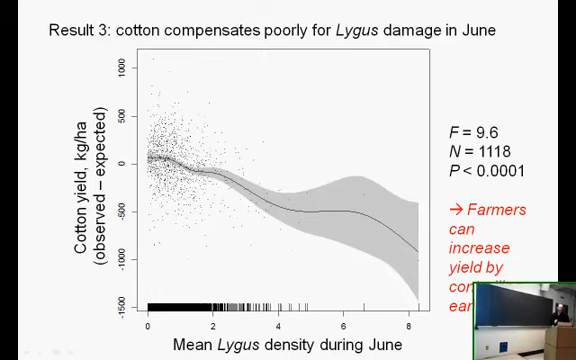 Result 3: cotton compensates poorly for Lygus damage in June
Cotton yield, kg/ha
(observed – expected)
1000
500
0
-500
-1000
-1500
0
2
4
6
8
Mean Lygus density during June
F = 9.6
N = 1118
P < 0.0001
→ Farmers
can
increase
yield by